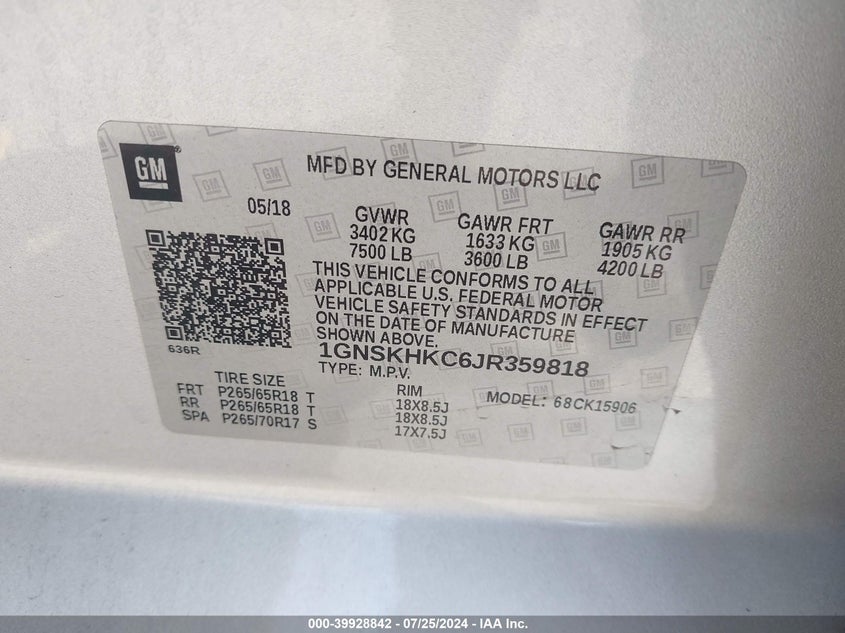 GM
MFD BY GENERAL MOTORS LLC
05/18
GVWR
3402 KG
7500 LB
GAWR FRT
1633 KG
3600 LB
GAWR RR
1905 KG
4200 LB
THIS VEHICLE CONFORMS TO ALL
APPLICABLE U.S. FEDERAL MOTOR
VEHICLE SAFETY STANDARDS IN EFFECT
ON THE DATE OF MANUFACTURE
SHOWN ABOVE.
636R
1GNSKHKC6JR359818
TYPE: M.P.V.
MODEL: 68CK15906
TIRE SIZE RIM
FRT P265/65R18 T 18X8.5J
RR P265/65R18 T 18X8.5J
SPA P265/70R17 S 17X7.5J
000-39928842 - 07/25/2024 - IAA Inc.